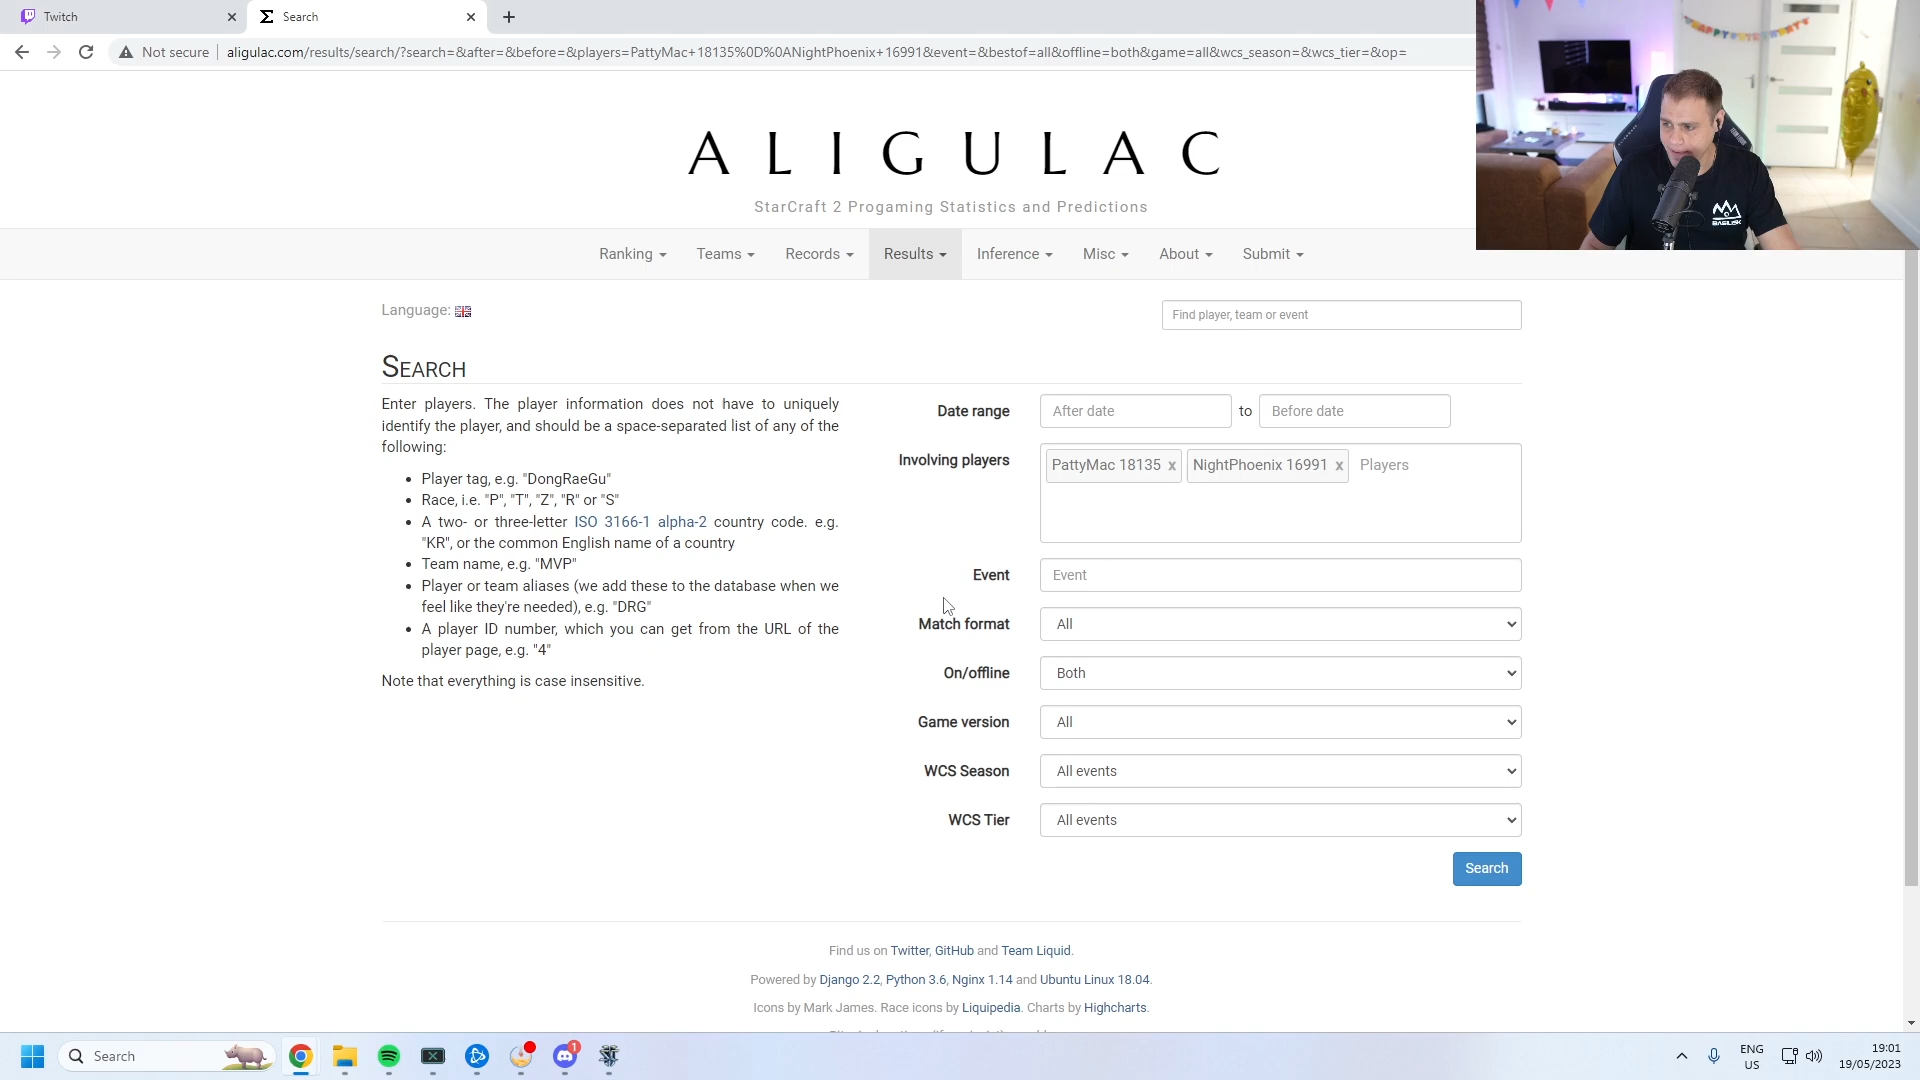 Twitch
Search
Not secure
aligulac.com/results/search/?search=&after=&before=&players=PattyMac+18135%0D%0ANightPhoenix+16991&event=&bestof=all&offline=both&game=all&wcs_season=&wcs_tier=&op=
ALIGULAC
StarCraft 2 Progaming Statistics and Predictions
Ranking Teams Records Results Inference Misc About Submit
Language:
Find player, team or event
Search
Enter players. The player information does not have to uniquely
identify the player, and should be a space-separated list of any of the
following:
• Player tag, e.g. "DongRaeGu"
• Race, i.e. "P", "T", "Z", "R" or "S"
• A two- or three-letter ISO 3166-1 alpha-2 country code. e.g.
"KR", or the common English name of a country
• Team name, e.g. "MVP"
• Player or team aliases (we add these to the database when we
feel like they're needed), e.g. "DRG"
• A player ID number, which you can get from the URL of the
player page, e.g. "4"
Note that everything is case insensitive.
Date range After date to Before date
Involving players PattyMac 18135 x NightPhoenix 16991 x Players
Event Event
Match format All
On/offline Both
Game version All
WCS Season All events
WCS Tier All events
Search
Find us on Twitter, GitHub and Team Liquid.
Powered by Django 2.2, Python 3.6, Nginx 1.14 and Ubuntu Linux 18.04.
Icons by Mark James. Race icons by Liquipedia. Charts by Highcharts.
BASILISK
Search
1
ENG
US
19:01
19/05/2023